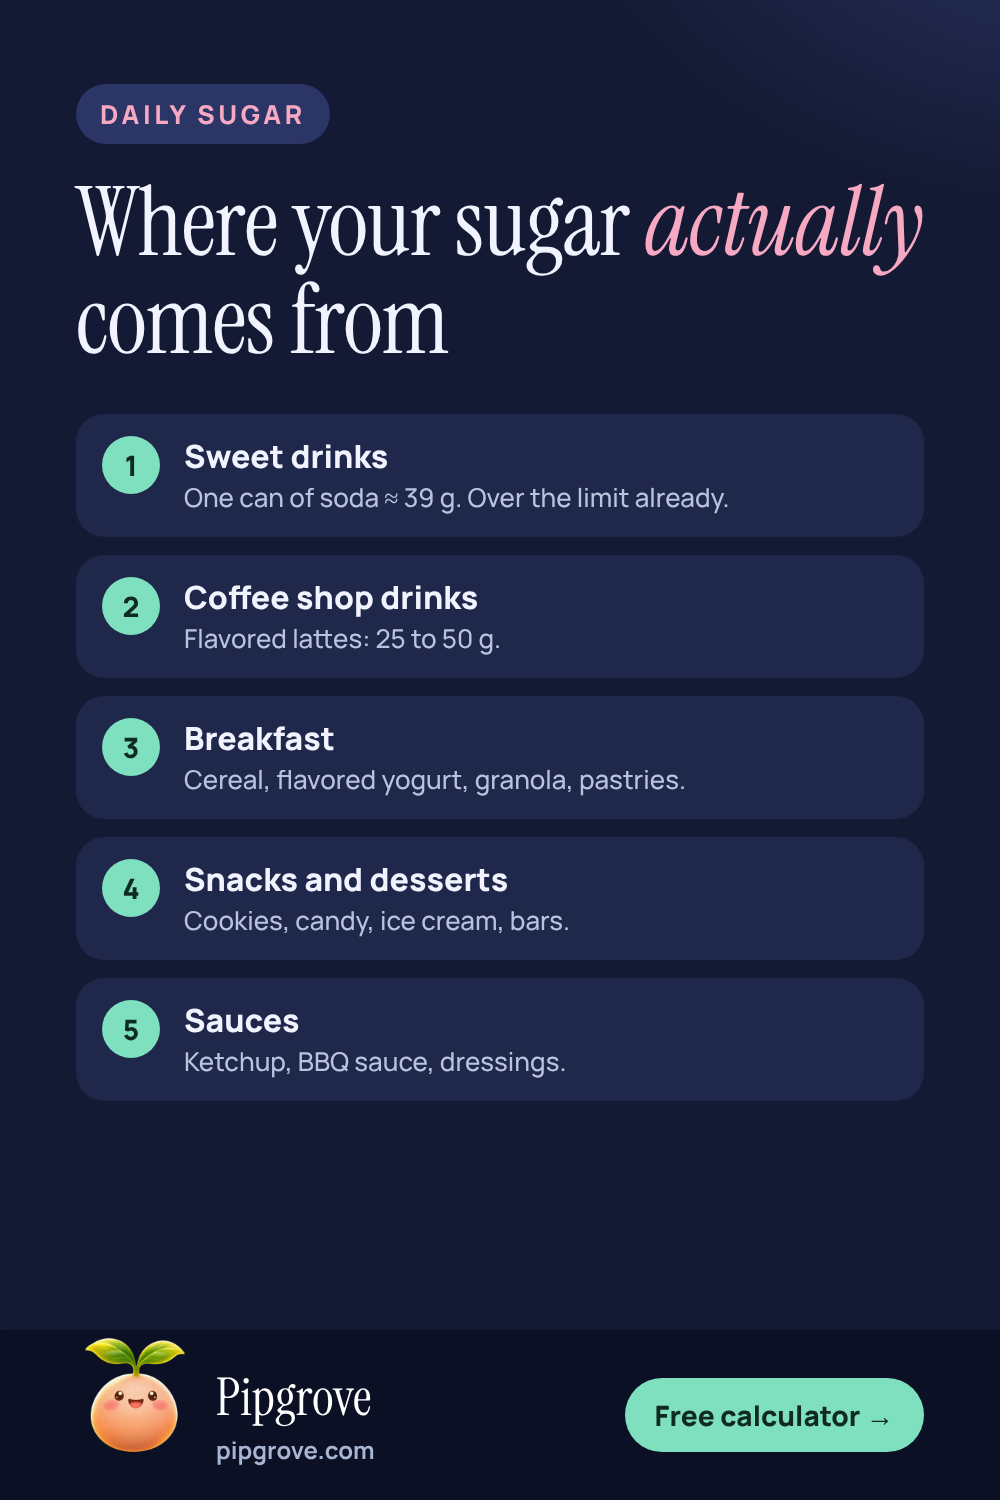 DAILY SUGAR
Where your sugar actually
comes from
1
Sweet drinks
One can of soda ≈ 39 g. Over the limit already.
2
Coffee shop drinks
Flavored lattes: 25 to 50 g.
3
Breakfast
Cereal, flavored yogurt, granola, pastries.
4
Snacks and desserts
Cookies, candy, ice cream, bars.
5
Sauces
Ketchup, BBQ sauce, dressings.
Pipgrove
pipgrove.com
Free calculator →